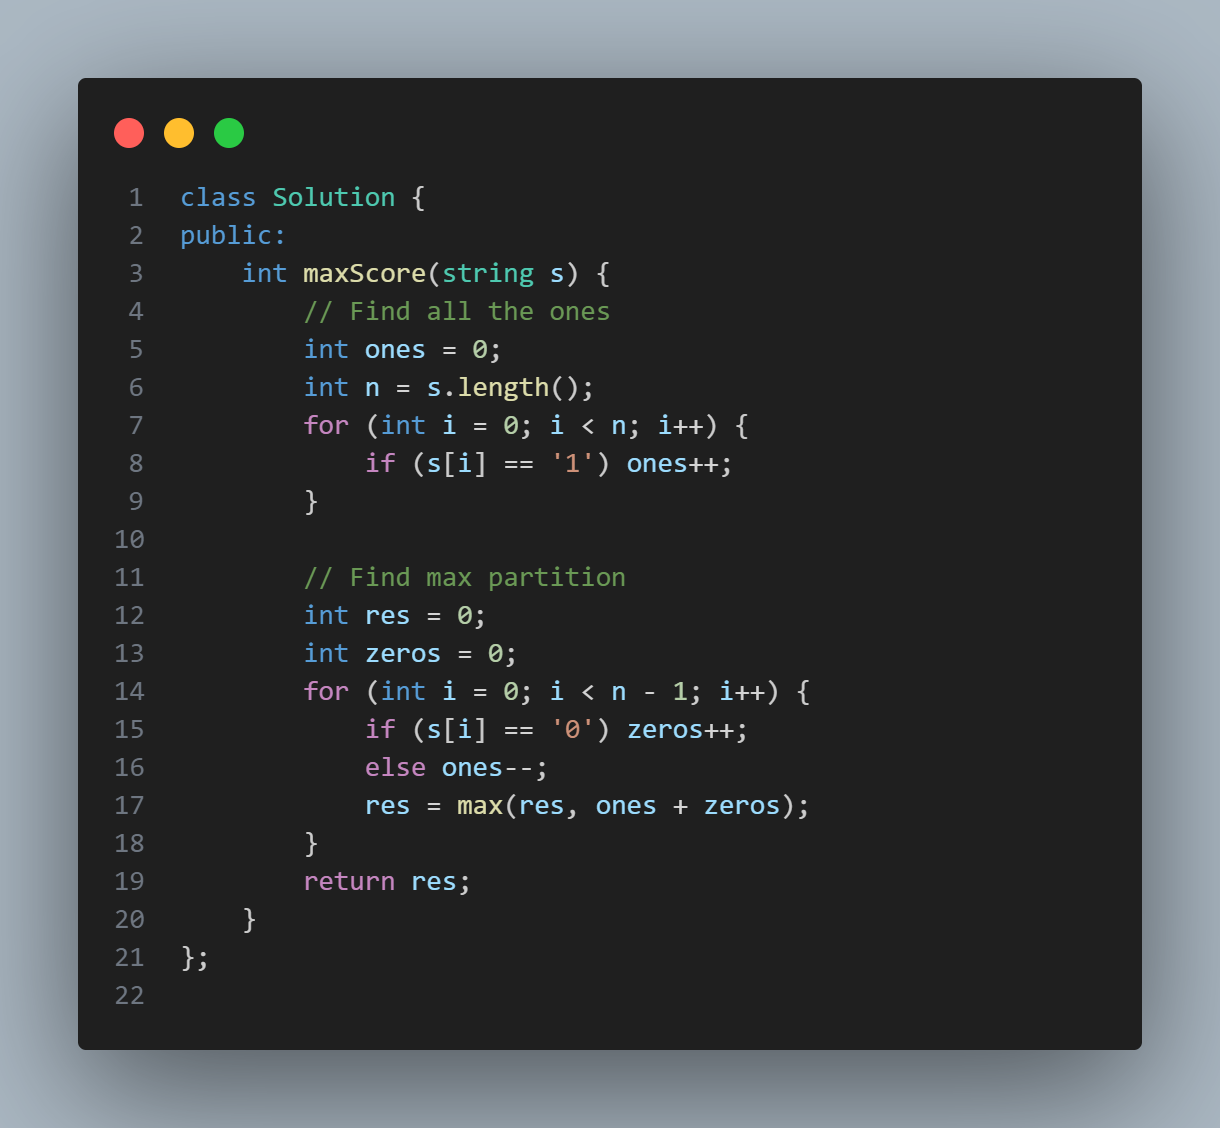 1 class Solution {
2 public:
3     int maxScore(string s) {
4         // Find all the ones
5         int ones = 0;
6         int n = s.length();
7         for (int i = 0; i < n; i++) {
8             if (s[i] == '1') ones++;
9         }
10
11         // Find max partition
12         int res = 0;
13         int zeros = 0;
14         for (int i = 0; i < n - 1; i++) {
15             if (s[i] == '0') zeros++;
16             else ones--;
17             res = max(res, ones + zeros);
18         }
19         return res;
20     }
21 };
22